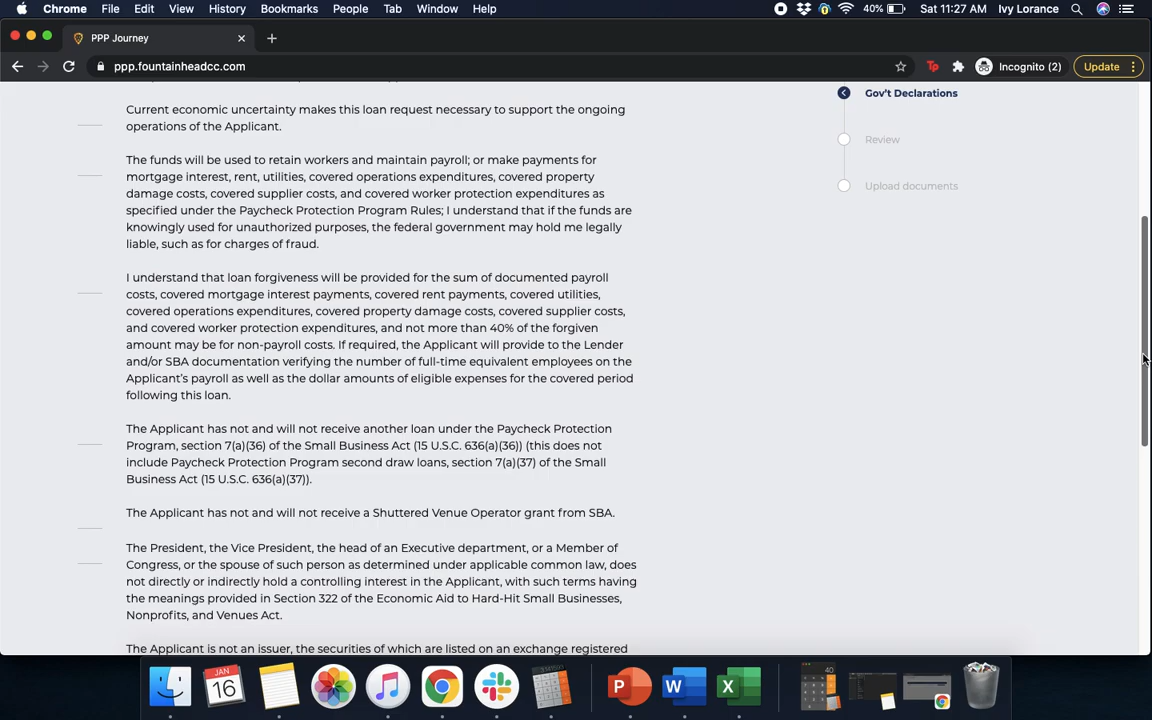 Chrome File Edit View History Bookmarks People Tab Window Help 40% Sat 11:27 AM Ivy Lorance
PPP Journey
ppp.fountainheadcc.com Incognito (2) Update
Gov't Declarations
Current economic uncertainty makes this loan request necessary to support the ongoing
operations of the Applicant.
Review
The funds will be used to retain workers and maintain payroll; or make payments for
mortgage interest, rent, utilities, covered operations expenditures, covered property
Upload documents
damage costs, covered supplier costs, and covered worker protection expenditures as
specified under the Paycheck Protection Program Rules; I understand that if the funds are
knowingly used for unauthorized purposes, the federal government may hold me legally
liable, such as for charges of fraud.
I understand that loan forgiveness will be provided for the sum of documented payroll
costs, covered mortgage interest payments, covered rent payments, covered utilities,
covered operations expenditures, covered property damage costs, covered supplier costs,
and covered worker protection expenditures, and not more than 40% of the forgiven
amount may be for non-payroll costs. If required, the Applicant will provide to the Lender
and/or SBA documentation verifying the number of full-time equivalent employees on the
Applicant's payroll as well as the dollar amounts of eligible expenses for the covered period
following this loan.
The Applicant has not and will not receive another loan under the Paycheck Protection
Program, section 7(a)(36) of the Small Business Act (15 U.S.C. 636(a)(36)) (this does not
include Paycheck Protection Program second draw loans, section 7(a)(37) of the Small
Business Act (15 U.S.C. 636(a)(37)).
The Applicant has not and will not receive a Shuttered Venue Operator grant from SBA.
The President, the Vice President, the head of an Executive department, or a Member of
Congress, or the spouse of such person as determined under applicable common law, does
not directly or indirectly hold a controlling interest in the Applicant, with such terms having
the meanings provided in Section 322 of the Economic Aid to Hard-Hit Small Businesses,
Nonprofits, and Venues Act.
The Applicant is not an issuer, the securities of which are listed on an exchange registered
JAN
16
P W X
40